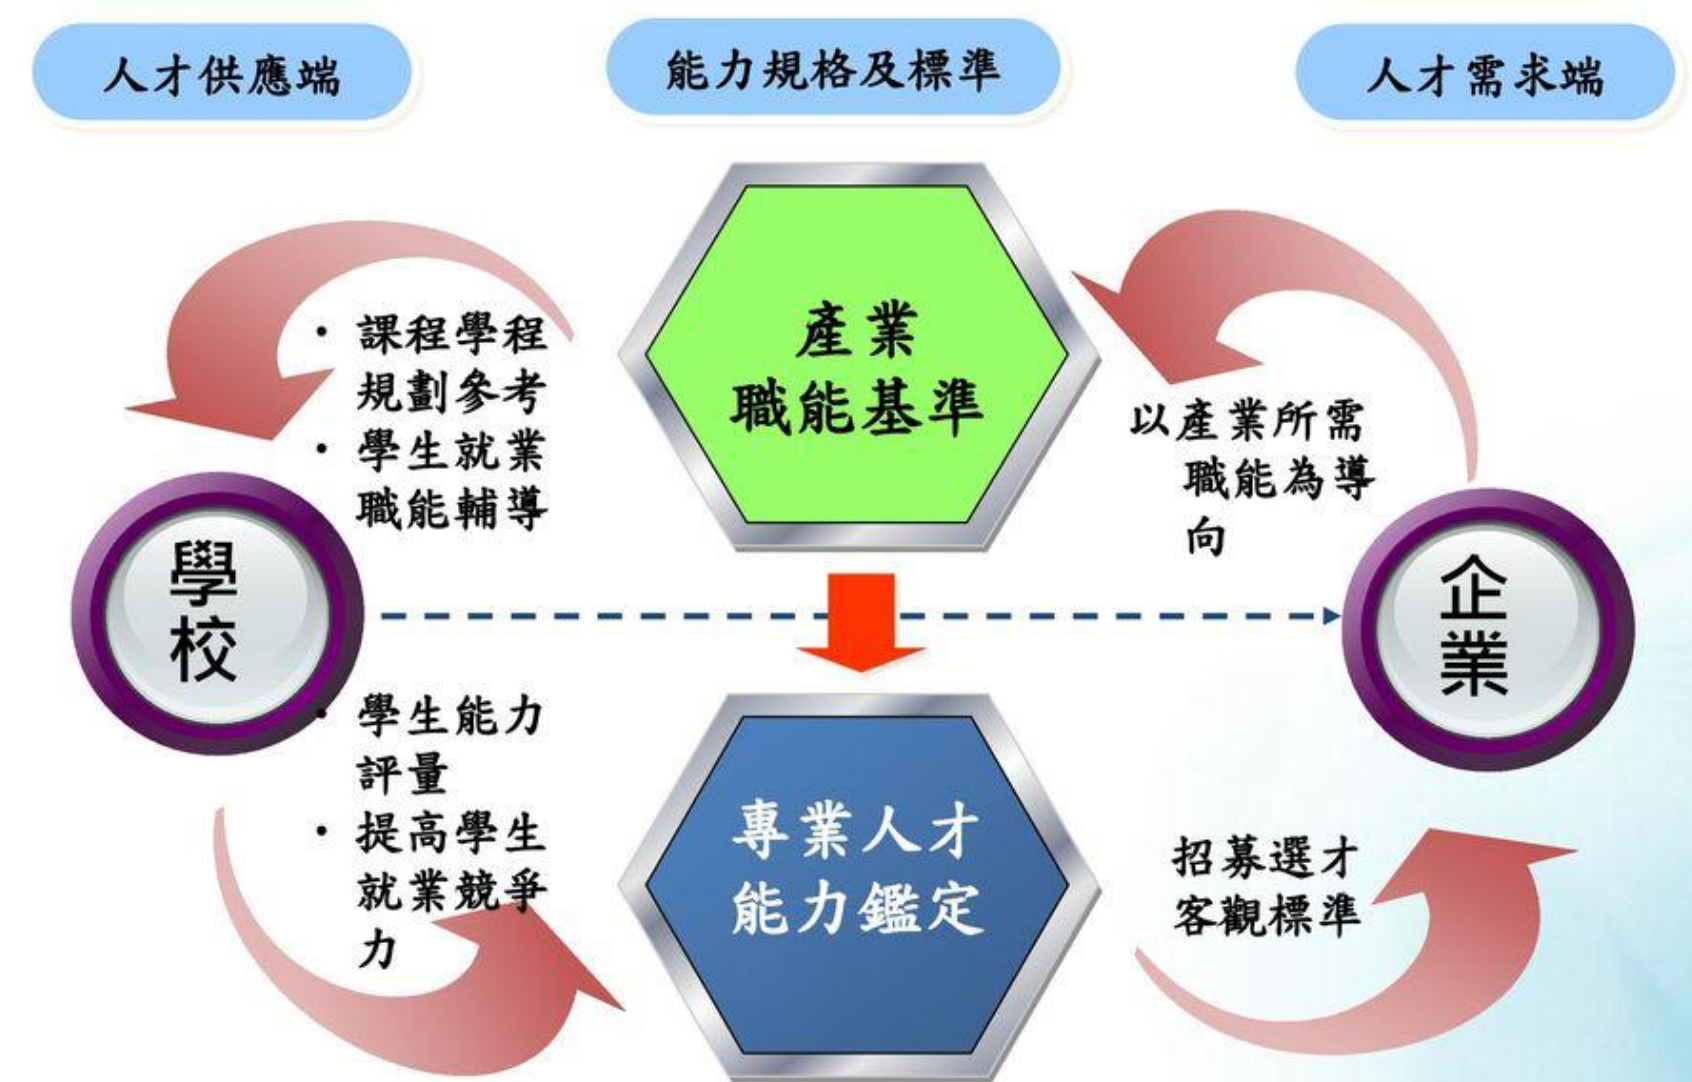 人才供應端
能力規格及標準
人才需求端
產業
職能基準
• 課程學程
規劃參考
• 學生就業
職能輔導
以產業所需
職能為導
向
學
校
企
業
• 學生能力
評量
• 提高學生
就業競爭
力
專業人才
能力鑑定
招募選才
客觀標準